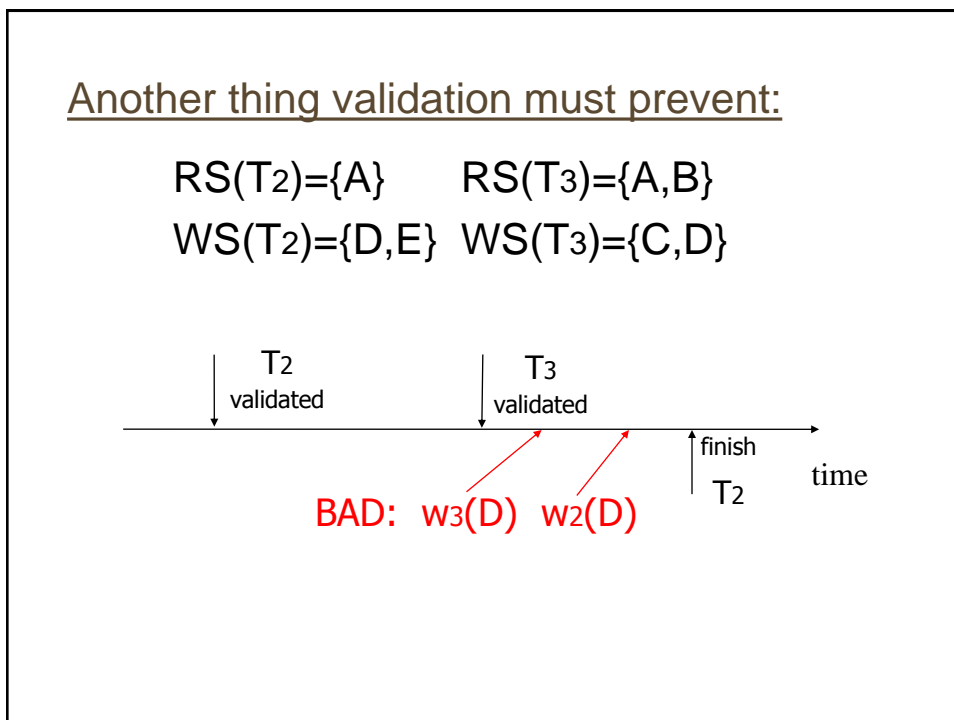 Another thing validation must prevent:
RS(T2)={A} RS(T3)={A,B}
WS(T2)={D,E} WS(T3)={C,D}
T2 validated
T3 validated
finish T2
time
BAD: w3(D) w2(D)